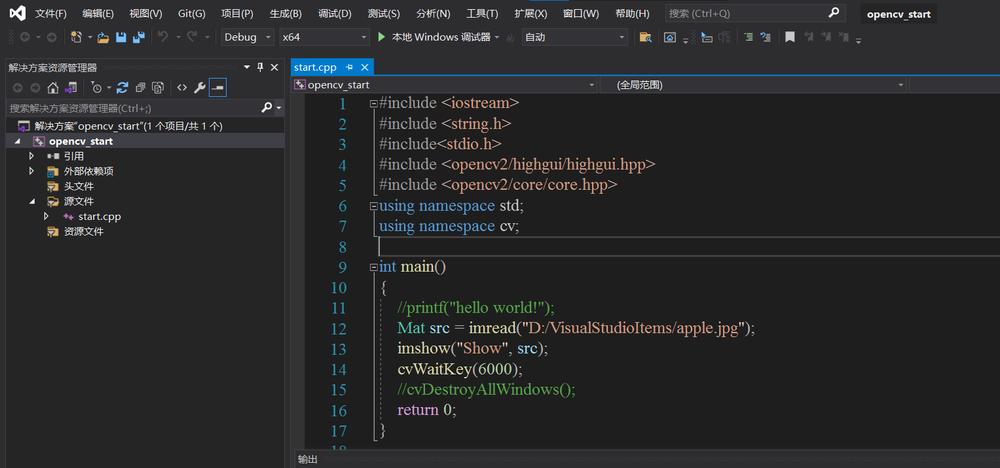 文件(F) 编辑(E) 视图(V) Git(G) 项目(P) 生成(B) 调试(D) 测试(S) 分析(N) 工具(T) 扩展(X) 窗口(W) 帮助(H) 搜索 (Ctrl+Q) opencv_start
Debug x64 本地 Windows 调试器 自动
解决方案资源管理器
搜索解决方案资源管理器(Ctrl+;)
解决方案"opencv_start"(1 个项目/共 1 个)
opencv_start
引用
外部依赖项
头文件
源文件
start.cpp
资源文件
start.cpp
opencv_start (全局范围)
1 #include <iostream>
2 #include <string.h>
3 #include<stdio.h>
4 #include <opencv2/highgui/highgui.hpp>
5 #include <opencv2/core/core.hpp>
6 using namespace std;
7 using namespace cv;
8
9 int main()
10 {
11 //printf("hello world!");
12 Mat src = imread("D:/VisualStudioItems/apple.jpg");
13 imshow("Show", src);
14 cvWaitKey(6000);
15 //cvDestroyAllWindows();
16 return 0;
17 }
18
输出